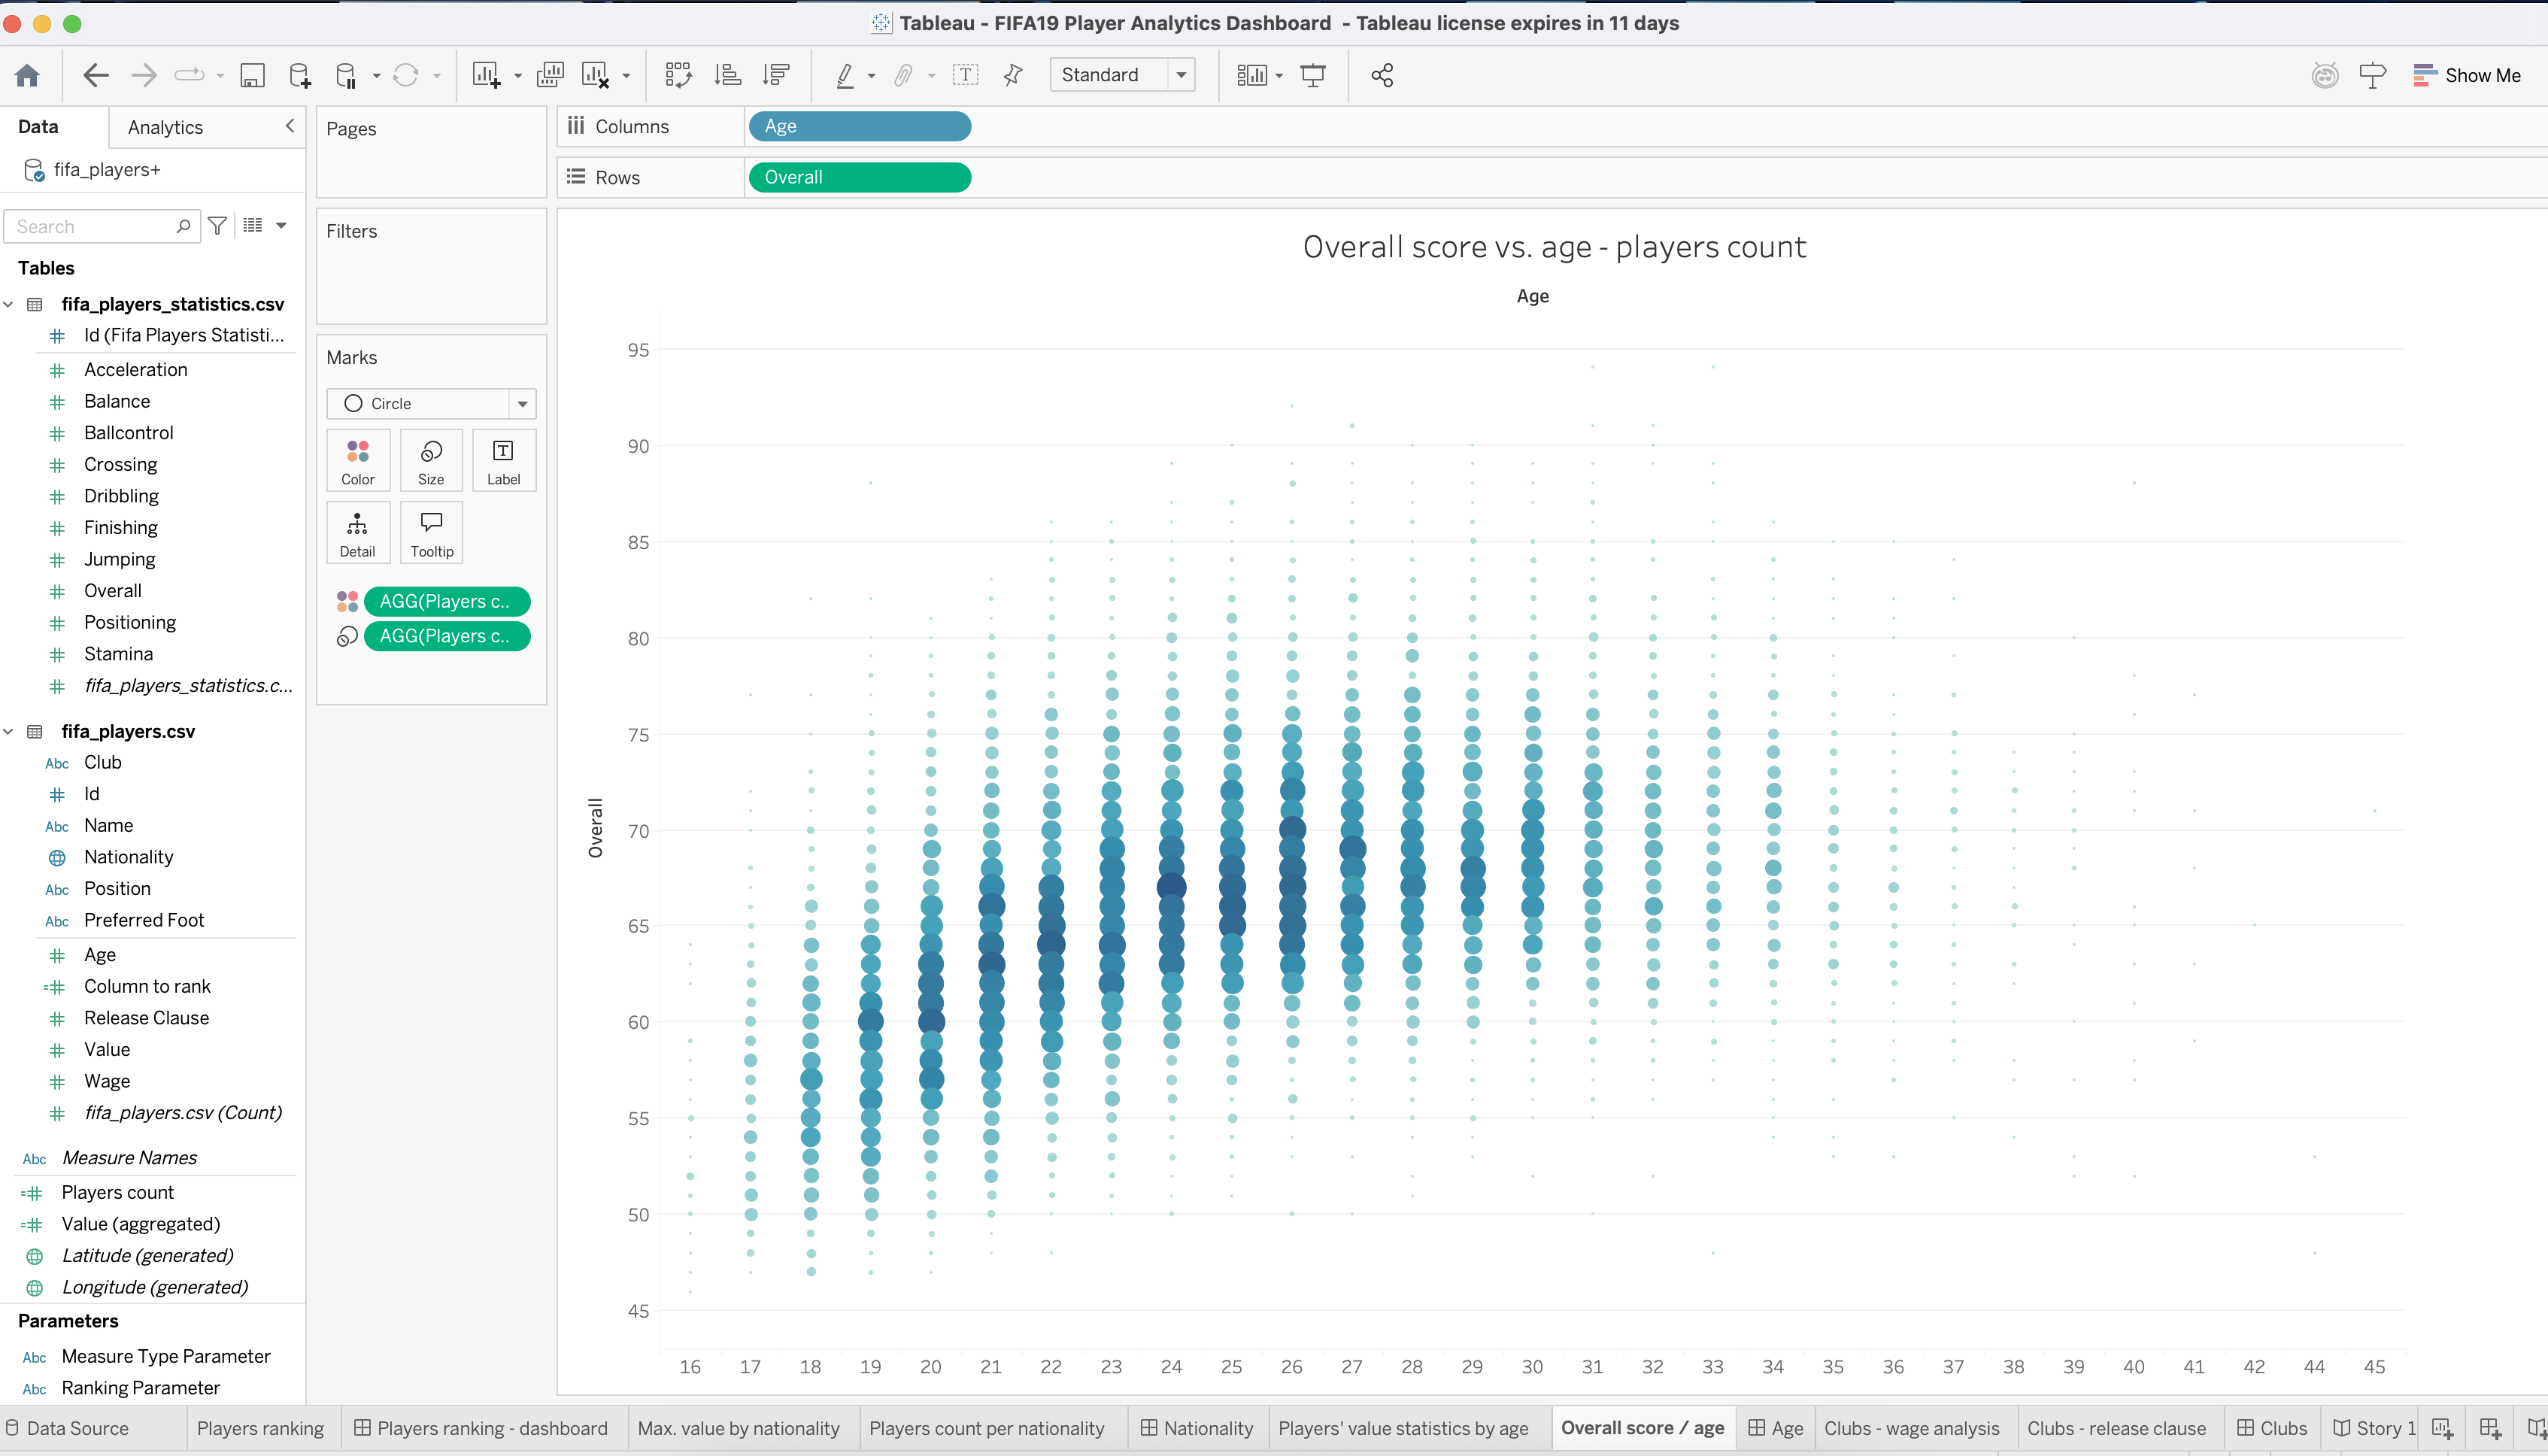 Tableau - FIFA19 Player Analytics Dashboard - Tableau license expires in 11 days
Standard
Show Me
Data
Analytics
fifa_players+
Search
Tables
fifa_players_statistics.csv
Id (Fifa Players Statisti...
Acceleration
Balance
Ballcontrol
Crossing
Dribbling
Finishing
Jumping
Overall
Positioning
Stamina
fifa_players_statistics.c...
fifa_players.csv
Abc Club
Id
Abc Name
Nationality
Abc Position
Abc Preferred Foot
Age
Column to rank
Release Clause
Value
Wage
fifa_players.csv (Count)
Abc Measure Names
Players count
Value (aggregated)
Latitude (generated)
Longitude (generated)
Parameters
Abc Measure Type Parameter
Abc Ranking Parameter
Pages
Filters
Marks
Circle
Color
Size
Label
Detail
Tooltip
AGG(Players c..
AGG(Players c..
Columns
Age
Rows
Overall
Overall score vs. age - players count
Age
Overall
95
90
85
80
75
70
65
60
55
50
45
16 17 18 19 20 21 22 23 24 25 26 27 28 29 30 31 32 33 34 35 36 37 38 39 40 41 42 44 45
Data Source
Players ranking
Players ranking - dashboard
Max. value by nationality
Players count per nationality
Nationality
Players' value statistics by age
Overall score / age
Age
Clubs - wage analysis
Clubs - release clause
Clubs
Story 1